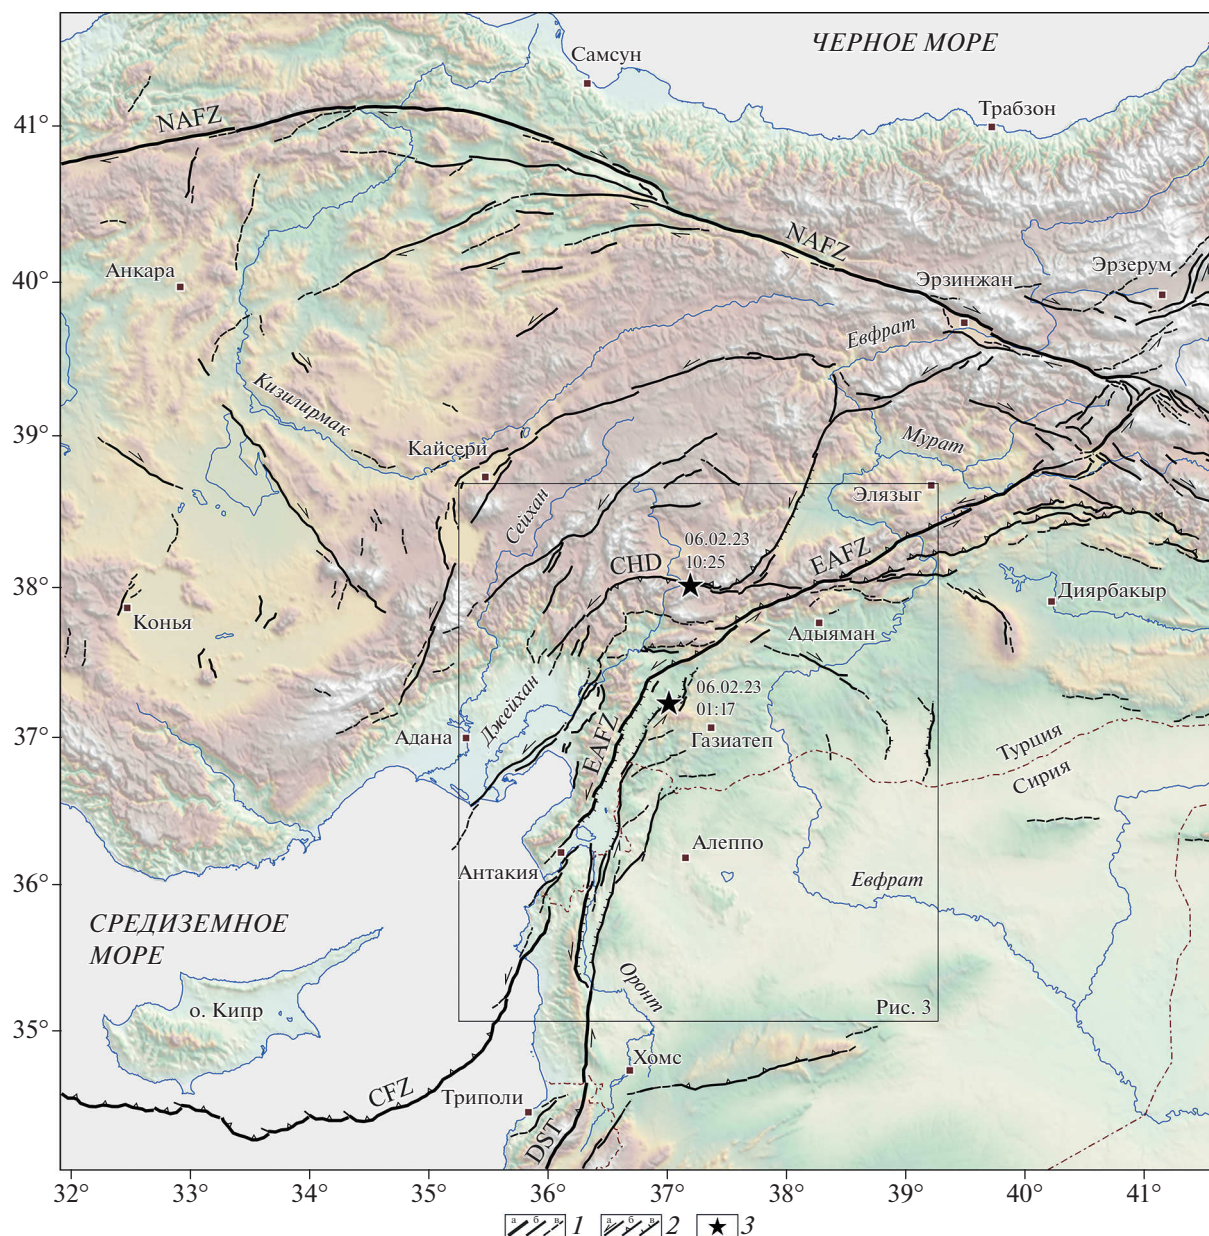 ЧЕРНОЕ МОРЕ
Самсун
Трабзон
41°
NAFZ
NAFZ
40°
Анкара
Эрзинжан
Эрзерум
Евфрат
Кизилирмак
39°
Кайсери
Мурат
Элязыг
Сейхан
06.02.23
10:25
EAFZ
CHD
38°
Конья
Диярбакыр
Адыяман
06.02.23
01:17
Джейхан
37°
Адана
EAFZ
Газиатеп
Турция
Сирия
Алеппо
36°
Антакия
Евфрат
СРЕДИЗЕМНОЕ
МОРЕ
о. Кипр
Оронт
Рис. 3
35°
Хомс
CFZ
Триполи
DST
32° 33° 34° 35° 36° 37° 38° 39° 40° 41°
а б в 1 а б в 2 3